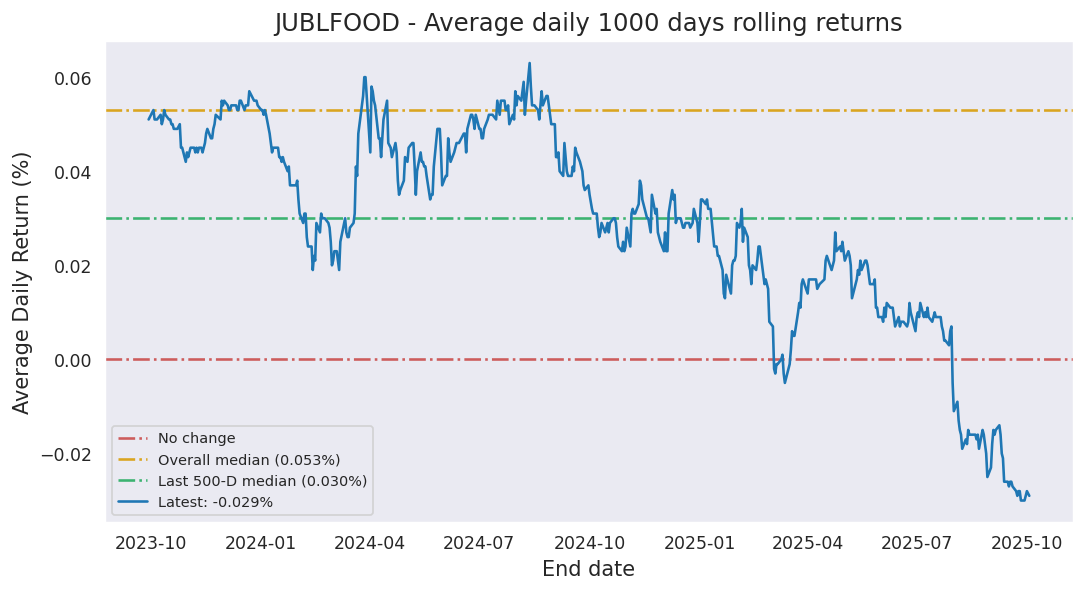 JUBLFOOD - Average daily 1000 days rolling returns
Average Daily Return (%)
0.06
0.04
0.02
0.00
−0.02
No change
Overall median (0.053%)
Last 500-D median (0.030%)
Latest: -0.029%
2023-10 2024-01 2024-04 2024-07 2024-10 2025-01 2025-04 2025-07 2025-10
End date